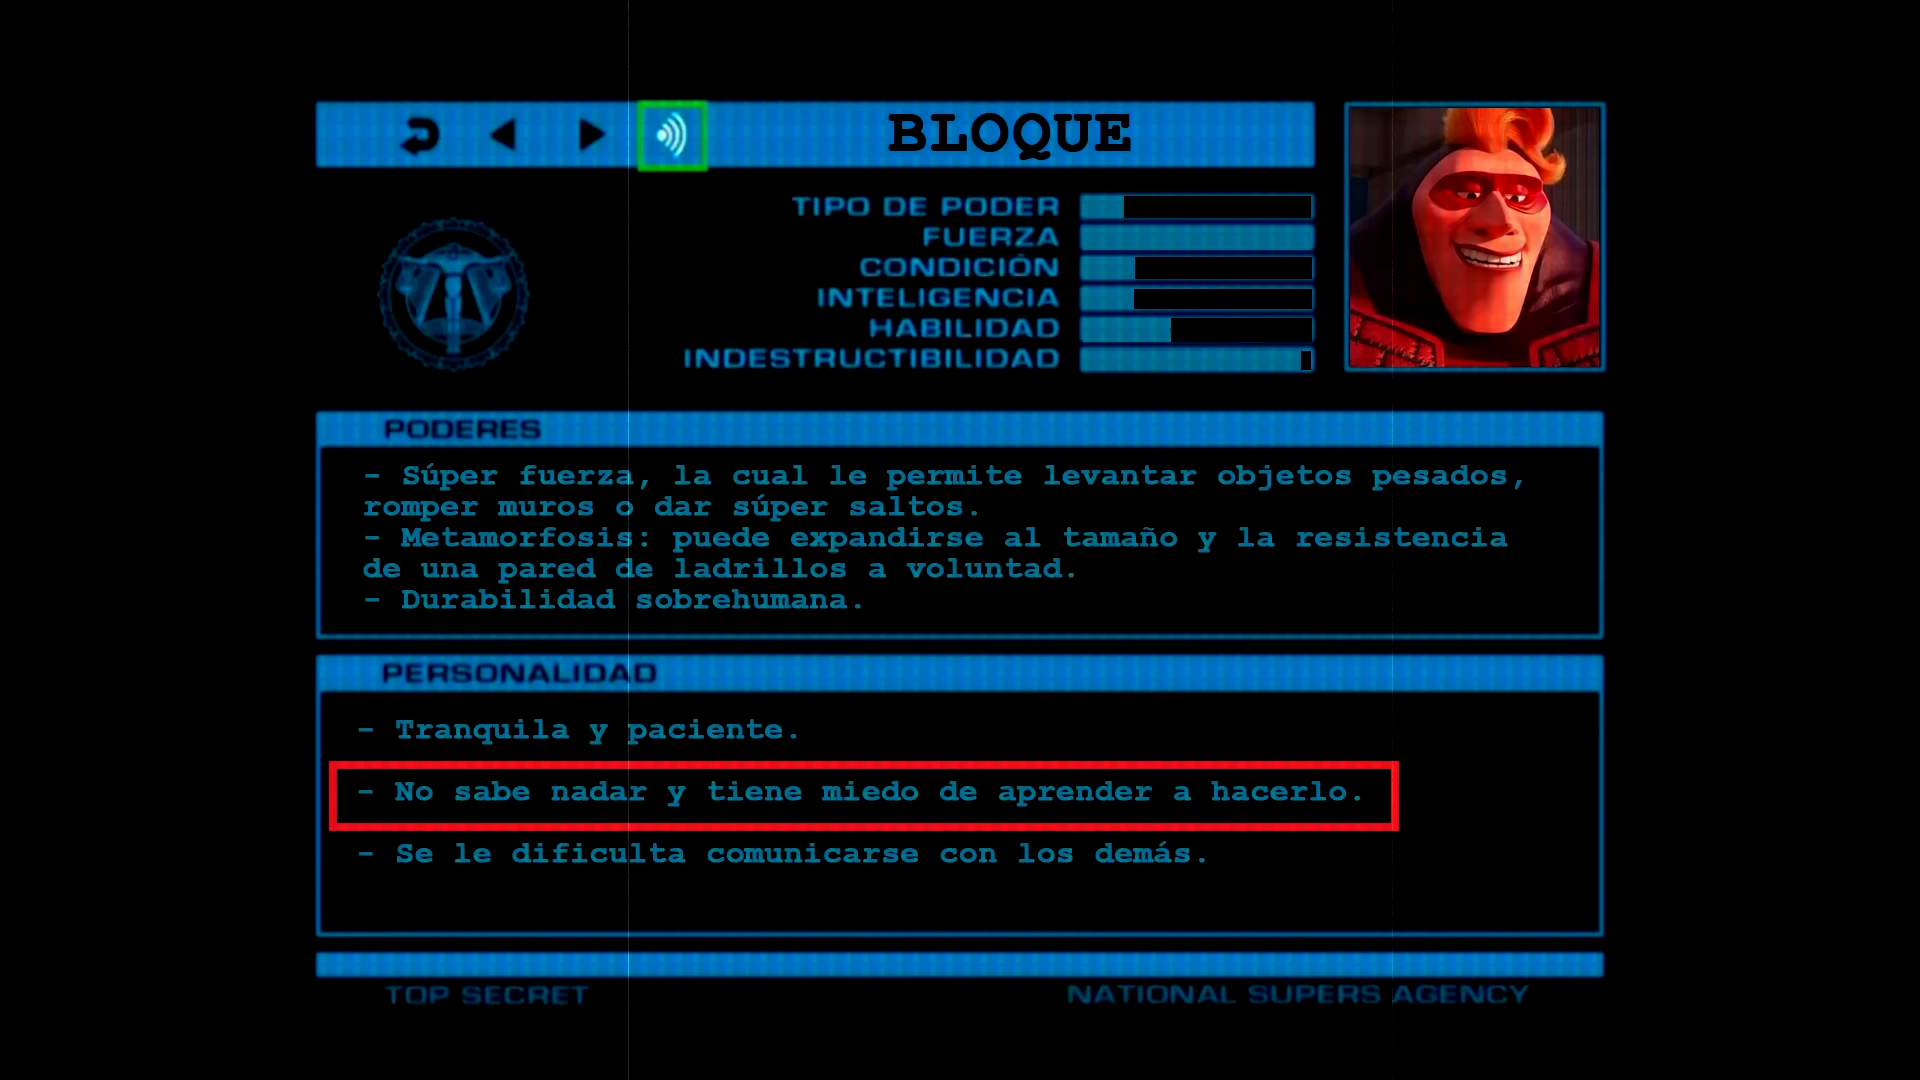 BLOQUE
TIPO DE PODER
FUERZA
CONDICIÓN
INTELIGENCIA
HABILIDAD
INDESTRUCTIBILIDAD
PODERES
- Súper fuerza, la cual le permite levantar objetos pesados,
romper muros o dar súper saltos.
- Metamorfosis: puede expandirse al tamaño y la resistencia
de una pared de ladrillos a voluntad.
- Durabilidad sobrehumana.
PERSONALIDAD
- Tranquila y paciente.
- No sabe nadar y tiene miedo de aprender a hacerlo.
- Se le dificulta comunicarse con los demás.
TOP SECRET
NATIONAL SUPERS AGENCY